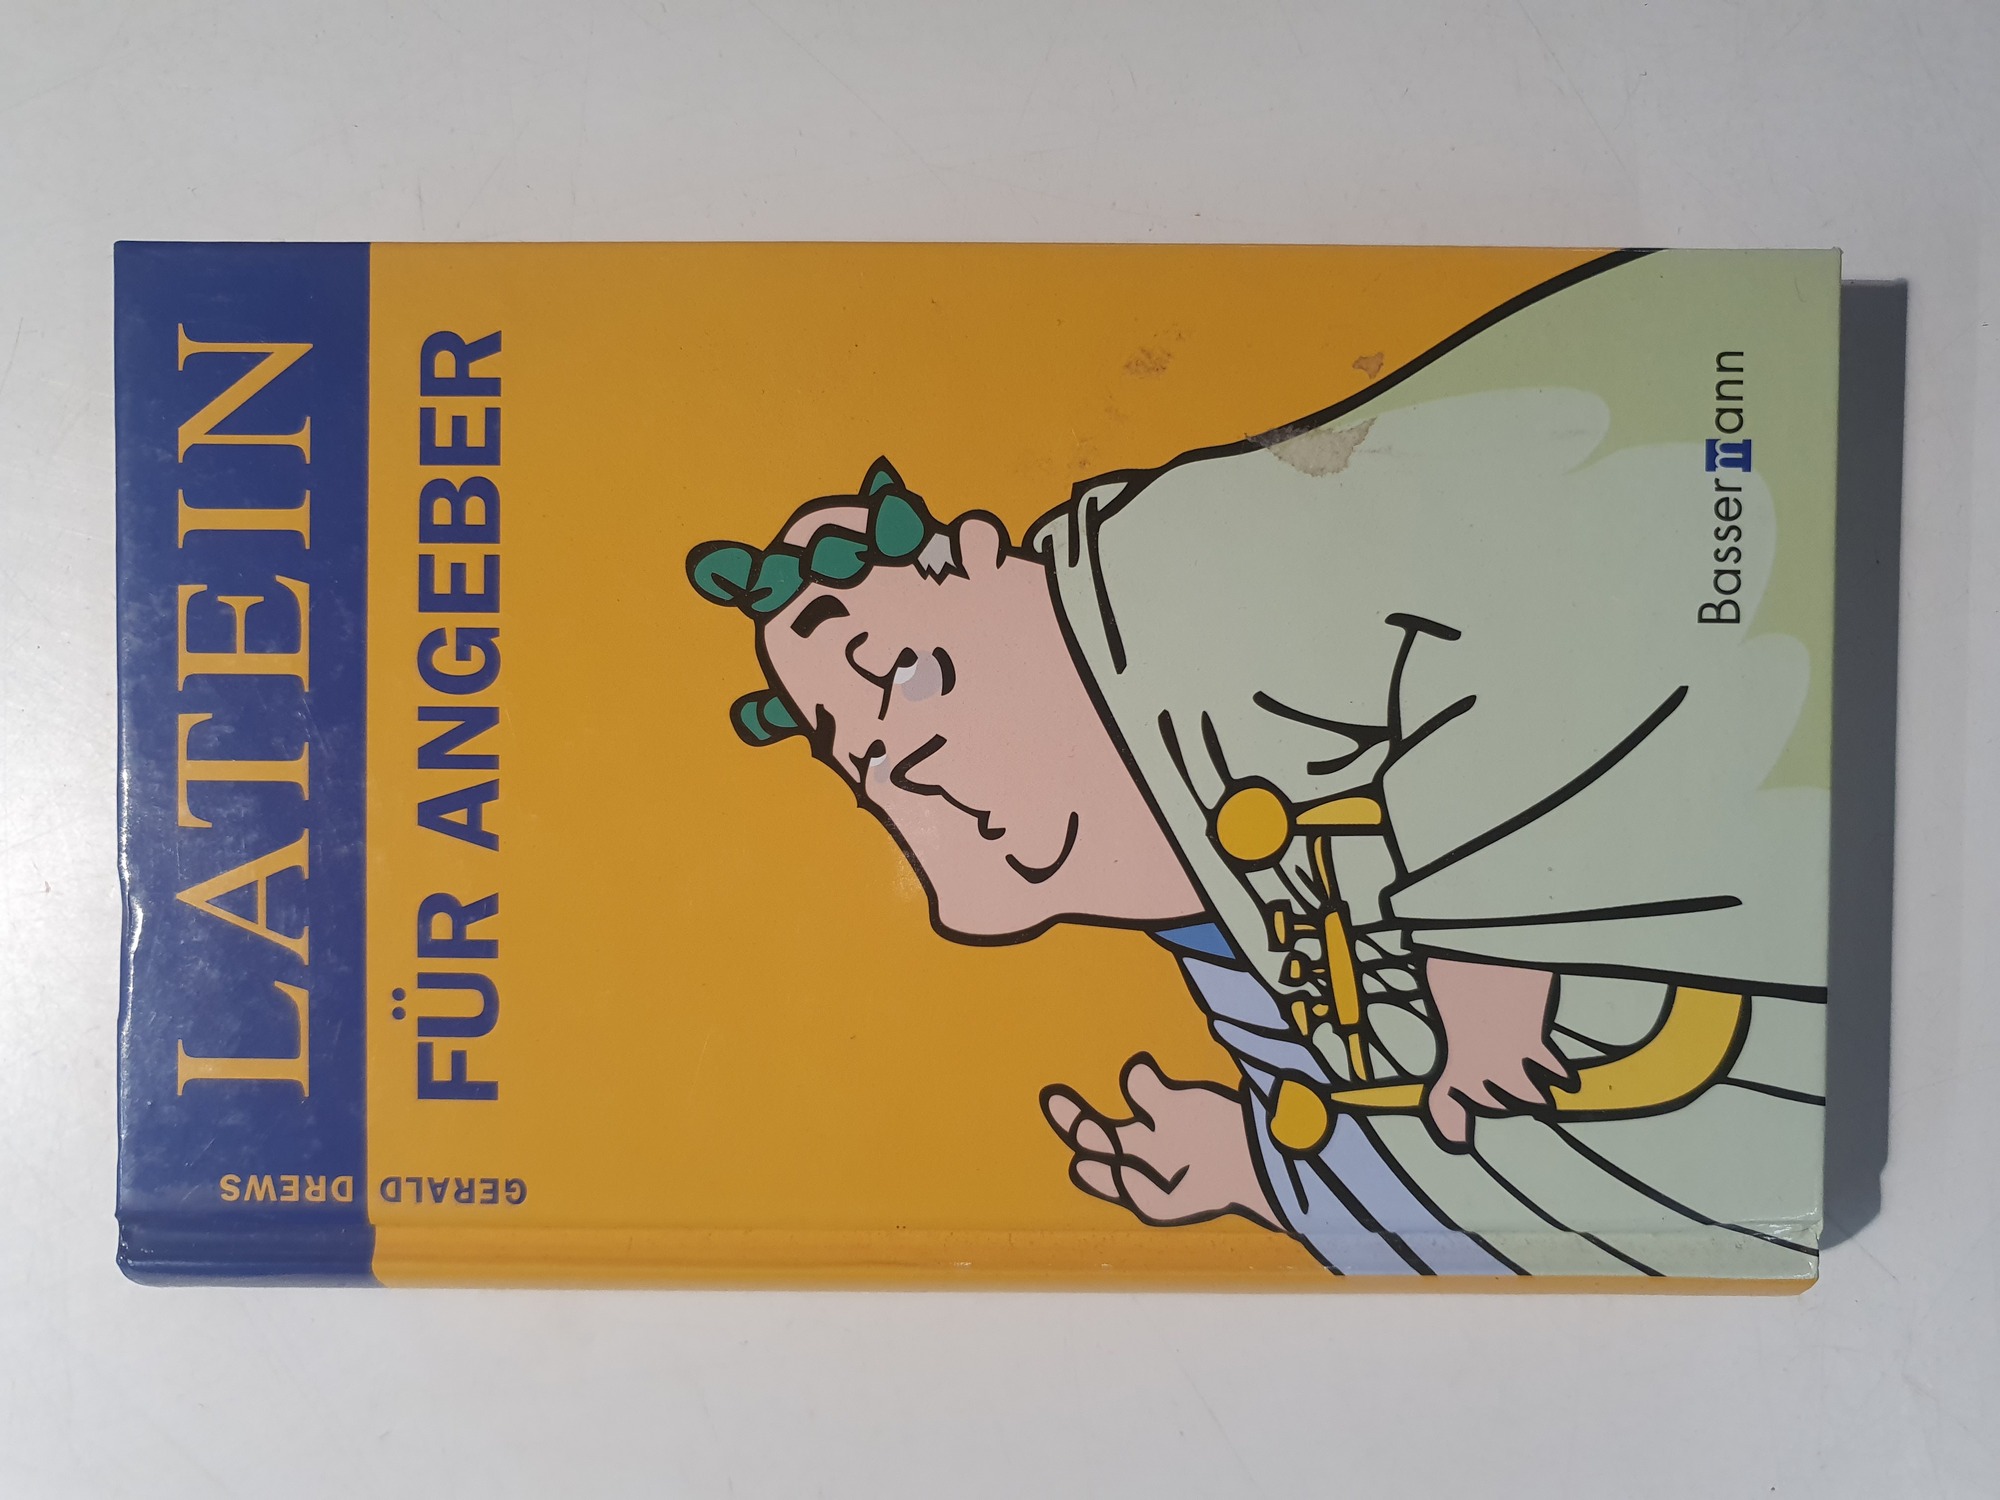 GERALD
DREWS
LATEIN
FÜR ANGEBER
Bassermann